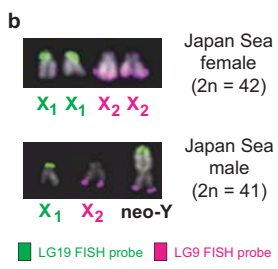 b
Japan Sea
female
(2n = 42)
X1 X1 X2 X2
Japan Sea
male
(2n = 41)
X1 X2 neo-Y
LG19 FISH probe LG9 FISH probe